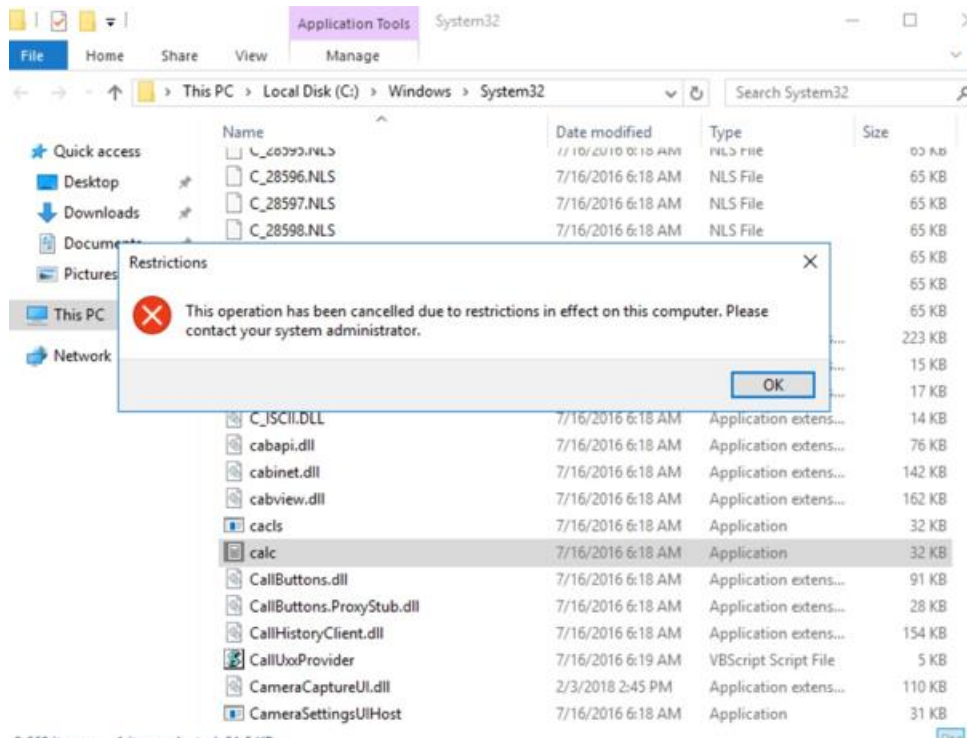 Application Tools System32
File Home Share View Manage
This PC > Local Disk (C:) > Windows > System32 Search System32
Name Date modified Type Size
Quick access
Desktop
Downloads
Pictures
This PC
Network
C_28595.NLS 7/16/2016 6:18 AM NLS File 65 KB
C_28596.NLS 7/16/2016 6:18 AM NLS File 65 KB
C_28597.NLS 7/16/2016 6:18 AM NLS File 65 KB
C_28598.NLS 7/16/2016 6:18 AM NLS File 65 KB
65 KB
65 KB
65 KB
223 KB
15 KB
17 KB
Restrictions
This operation has been cancelled due to restrictions in effect on this computer. Please
contact your system administrator.
OK
C_ISCII.DLL 7/16/2016 6:18 AM Application extens... 14 KB
cabapi.dll 7/16/2016 6:18 AM Application extens... 76 KB
cabinet.dll 7/16/2016 6:18 AM Application extens... 142 KB
cabview.dll 7/16/2016 6:18 AM Application extens... 162 KB
cacls 7/16/2016 6:18 AM Application 32 KB
calc 7/16/2016 6:18 AM Application 32 KB
CallButtons.dll 7/16/2016 6:18 AM Application extens... 91 KB
CallButtons.ProxyStub.dll 7/16/2016 6:18 AM Application extens... 28 KB
CallHistoryClient.dll 7/16/2016 6:18 AM Application extens... 154 KB
CallUxxProvider 7/16/2016 6:19 AM VBScript Script File 5 KB
CameraCaptureUI.dll 2/3/2018 2:45 PM Application extens... 110 KB
CameraSettingsUIHost 7/16/2016 6:18 AM Application 31 KB